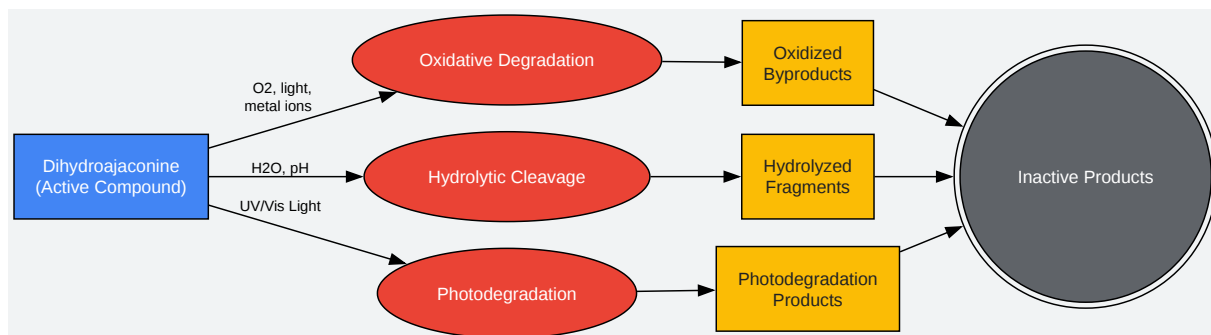 Dihydroajaconine
(Active Compound)
O2, light,
metal ions
H2O, pH
UV/Vis Light
Oxidative Degradation
Hydrolytic Cleavage
Photodegradation
Oxidized
Byproducts
Hydrolyzed
Fragments
Photodegradation
Products
Inactive Products